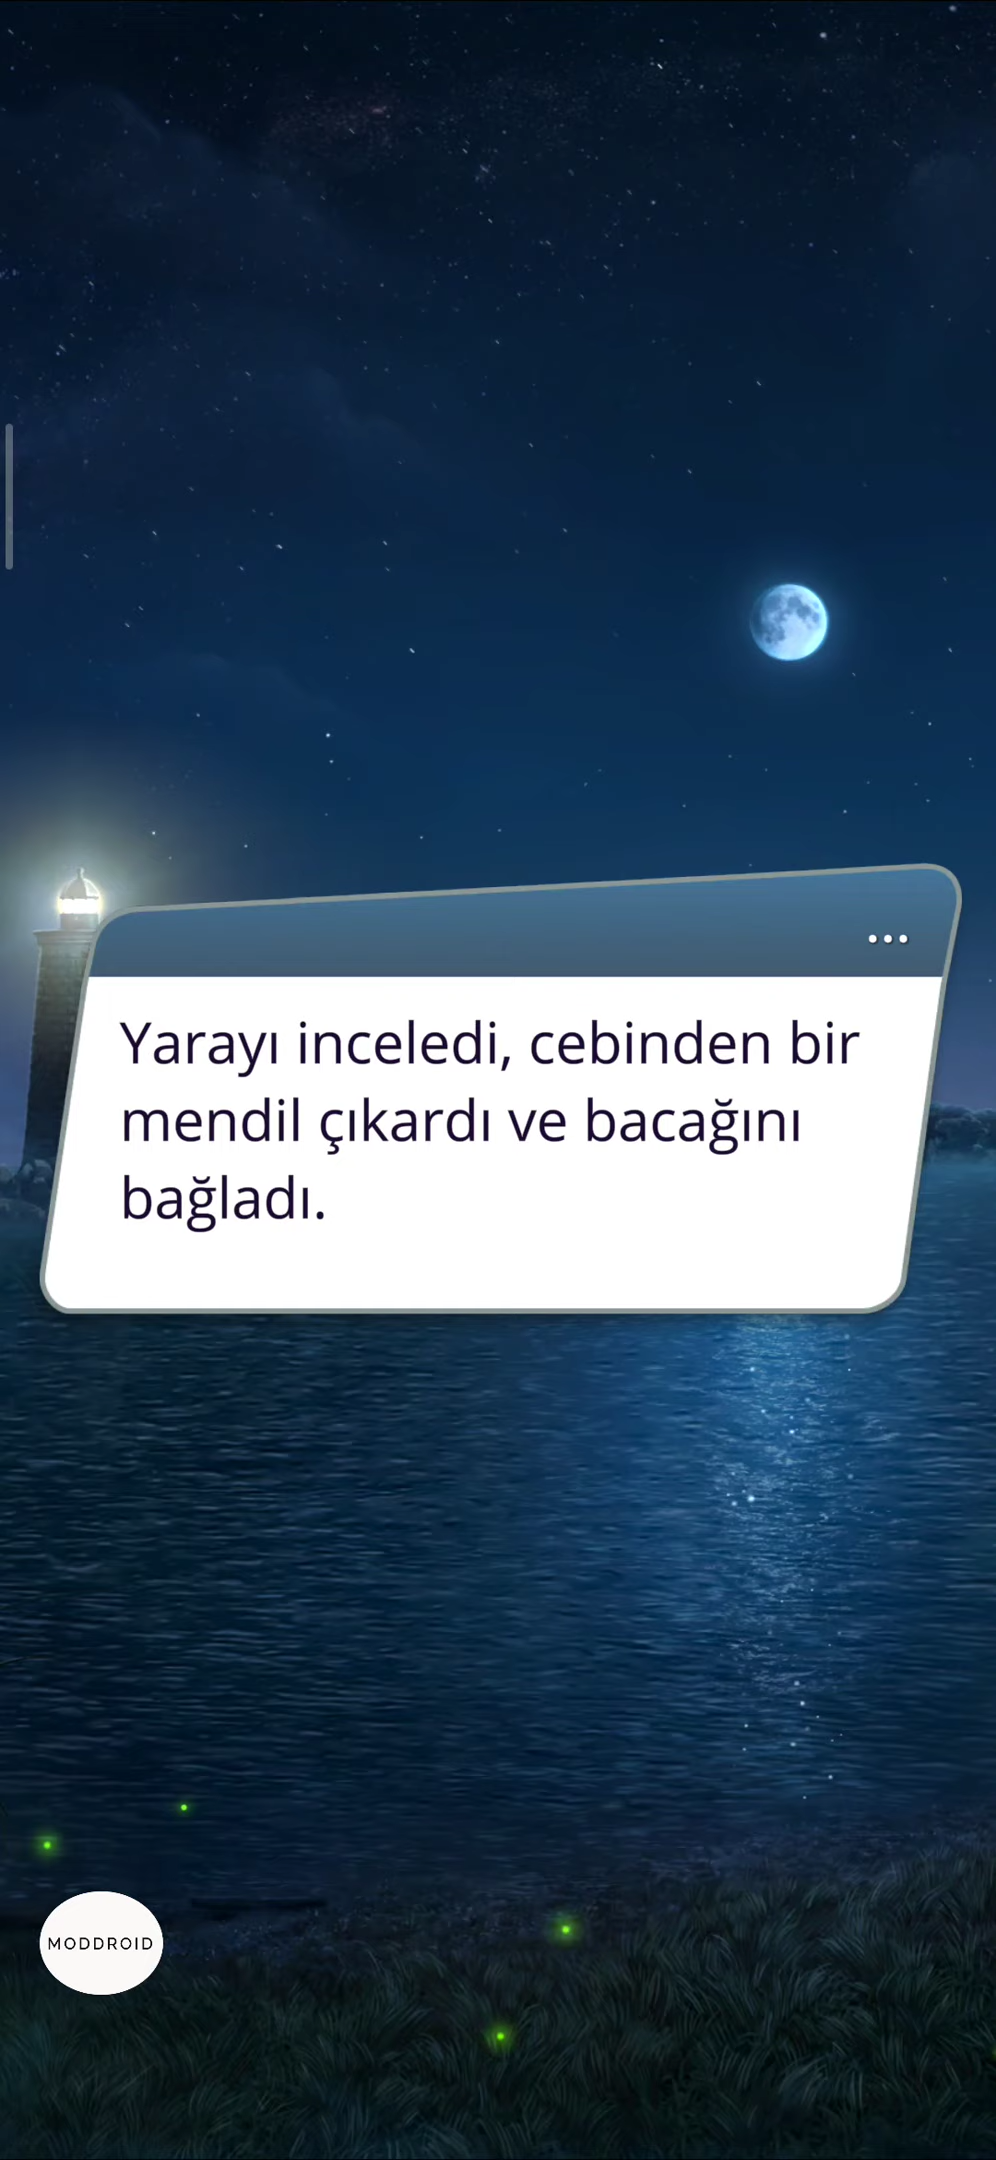 Yarayı inceledi, cebinden bir
mendil çıkardı ve bacağını
bağladı.
MODDROID